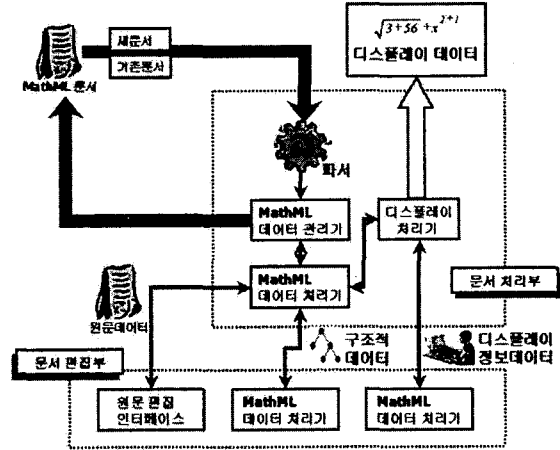 √3+56 +x²⁺¹
디스플레이 데이터
새문서
기존문서
MathML 문서
파서
MathML
데이터 관리기
디스플레이
처리기
MathML
데이터 처리기
문서 처리부
원문데이터
구조적
데이터
디스플레이
정보데이터
문서 편집부
원문 편집
인터페이스
MathML
데이터 처리기
MathML
데이터 처리기